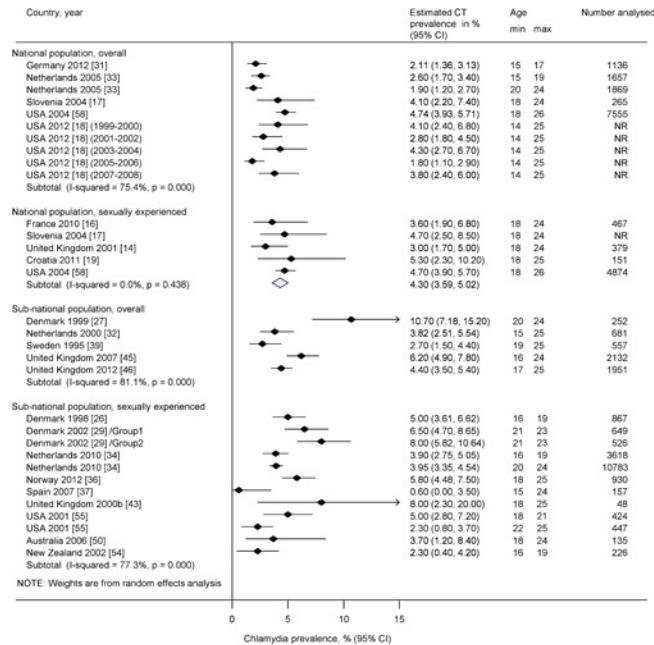 Country, year Estimated CT prevalence in % (95% CI) Age min max Number analysed
National population, overall
Germany 2012 [31] 2.11 (1.36, 3.13) 15 17 1136
Netherlands 2005 [33] 2.60 (1.70, 3.40) 15 19 1657
Netherlands 2005 [33] 1.90 (1.20, 2.70) 20 24 1869
Slovenia 2004 [17] 4.10 (2.20, 7.40) 18 24 265
USA 2004 [58] 4.74 (3.93, 5.71) 18 26 7555
USA 2012 [18] (1999-2000) 4.10 (2.40, 6.80) 14 25 NR
USA 2012 [18] (2001-2002) 2.80 (1.80, 4.50) 14 25 NR
USA 2012 [18] (2003-2004) 4.30 (2.70, 6.70) 14 25 NR
USA 2012 [18] (2005-2006) 1.80 (1.10, 2.90) 14 25 NR
USA 2012 [18] (2007-2008) 3.80 (2.40, 6.00) 14 25 NR
Subtotal (I-squared = 75.4%, p = 0.000)
National population, sexually experienced
France 2010 [16] 3.60 (1.90, 6.80) 18 24 467
Slovenia 2004 [17] 4.70 (2.50, 8.50) 18 24 NR
United Kingdom 2001 [14] 3.00 (1.70, 5.00) 18 24 379
Croatia 2011 [19] 5.30 (2.30, 10.20) 18 25 151
USA 2004 [58] 4.70 (3.90, 5.70) 18 26 4874
Subtotal (I-squared = 0.0%, p = 0.438) 4.30 (3.59, 5.02)
Sub-national population, overall
Denmark 1999 [27] 10.70 (7.18, 15.20) 20 24 252
Netherlands 2000 [32] 3.82 (2.51, 5.54) 15 25 681
Sweden 1995 [39] 2.70 (1.50, 4.40) 19 25 557
United Kingdom 2007 [45] 6.20 (4.90, 7.80) 16 24 2132
United Kingdom 2012 [46] 4.40 (3.50, 5.40) 17 25 1951
Subtotal (I-squared = 81.1%, p = 0.000)
Sub-national population, sexually experienced
Denmark 1998 [26] 5.00 (3.61, 6.62) 16 19 867
Denmark 2002 [29] /Group1 6.50 (4.70, 8.65) 21 23 649
Denmark 2002 [29] /Group2 8.00 (5.82, 10.64) 21 23 526
Netherlands 2010 [34] 3.90 (2.75, 5.05) 16 19 3618
Netherlands 2010 [34] 3.95 (3.35, 4.54) 20 24 10783
Norway 2012 [36] 5.80 (4.48, 7.50) 18 25 930
Spain 2007 [37] 0.60 (0.00, 3.50) 15 24 157
United Kingdom 2000b [43] 8.00 (2.30, 20.00) 18 25 48
USA 2001 [55] 5.00 (2.80, 7.20) 18 21 424
USA 2001 [55] 2.30 (0.80, 3.70) 22 25 447
Australia 2006 [50] 3.70 (1.20, 8.40) 18 24 135
New Zealand 2002 [54] 2.30 (0.40, 4.20) 16 19 226
Subtotal (I-squared = 77.3%, p = 0.000)
NOTE: Weights are from random effects analysis
0 5 10 15
Chlamydia prevalence, % (95% CI)